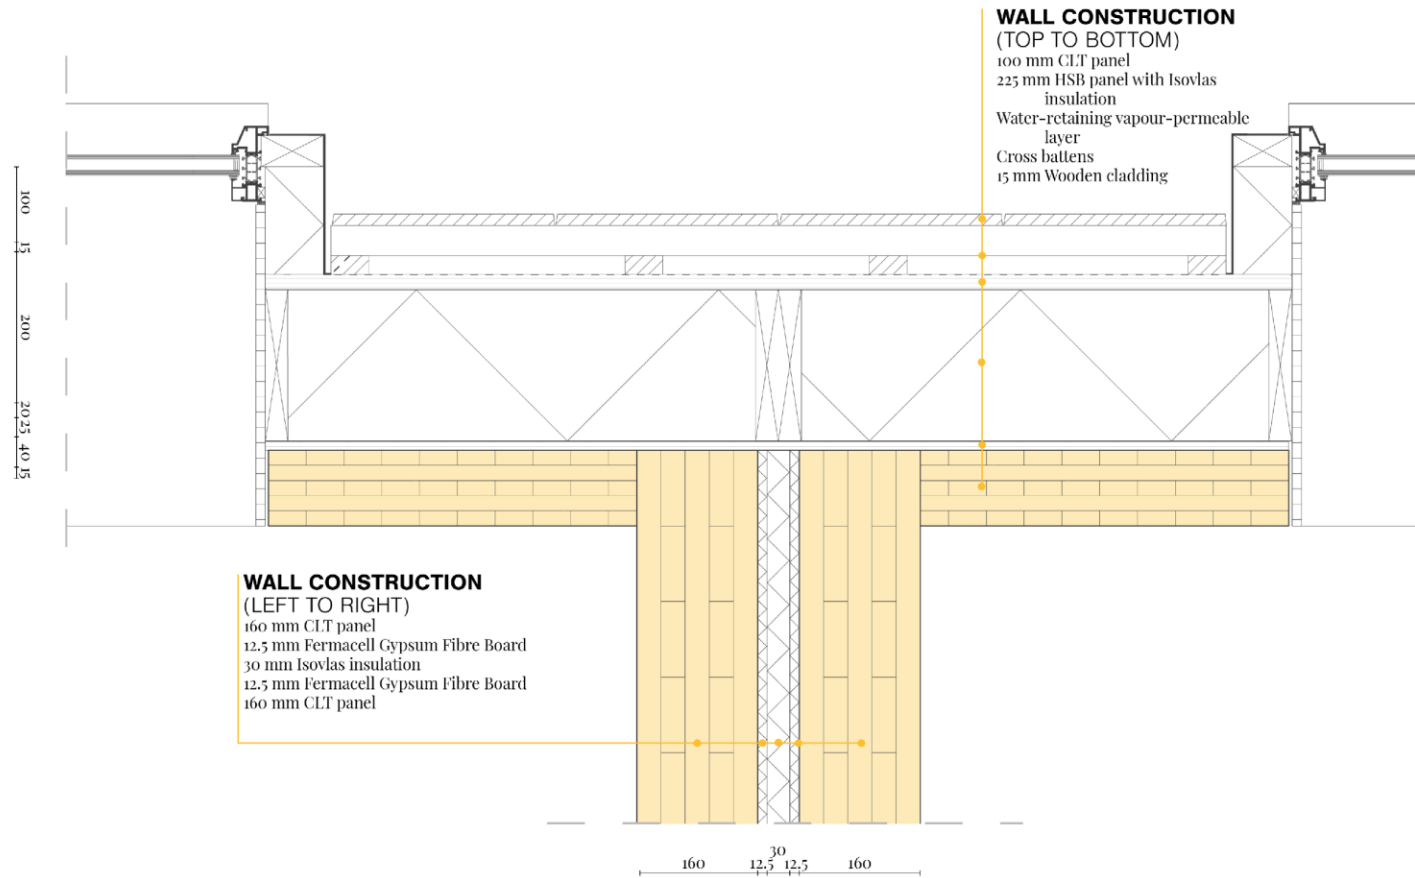 WALL CONSTRUCTION
(TOP TO BOTTOM)
100 mm CLT panel
225 mm HSB panel with Isovlas
insulation
Water-retaining vapour-permeable
layer
Cross battens
15 mm Wooden cladding
100
15
200
20
25
40
15
WALL CONSTRUCTION
(LEFT TO RIGHT)
160 mm CLT panel
12.5 mm Fermacell Gypsum Fibre Board
30 mm Isovlas insulation
12.5 mm Fermacell Gypsum Fibre Board
160 mm CLT panel
30
160 12.5 12.5 160